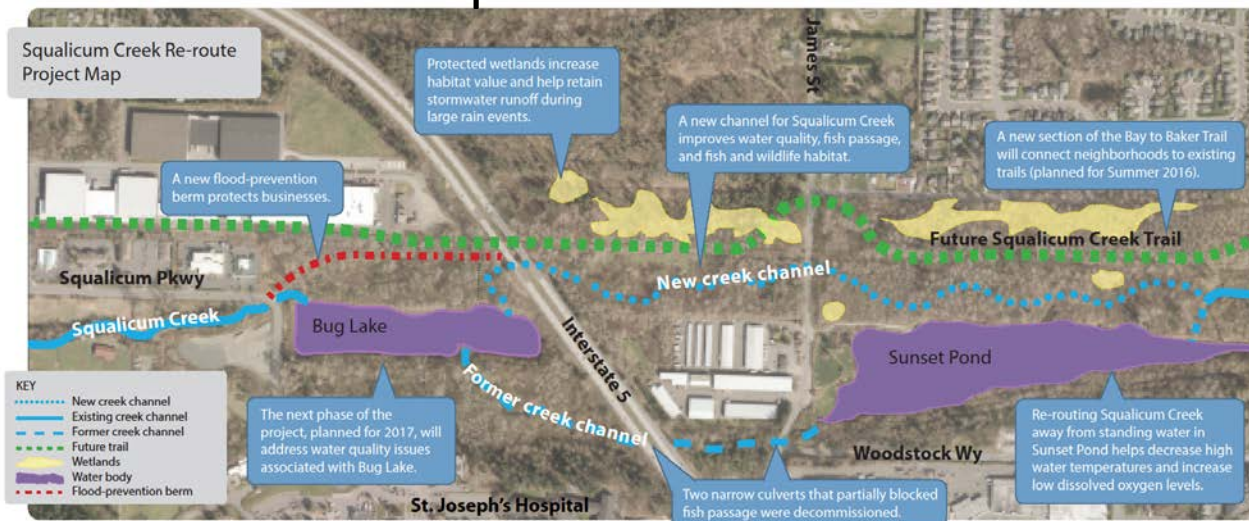 Squalicum Creek Re-route
Project Map
Protected wetlands increase
habitat value and help retain
stormwater runoff during
large rain events.
James St
A new channel for Squalicum Creek
improves water quality, fish passage,
and fish and wildlife habitat.
A new section of the Bay to Baker Trail
will connect neighborhoods to existing
trails (planned for Summer 2016).
A new flood-prevention
berm protects businesses.
Future Squalicum Creek Trail
Squalicum Pkwy
New creek channel
Squalicum Creek
Bug Lake
Interstate 5
Sunset Pond
Former creek channel
KEY
New creek channel
Existing creek channel
Former creek channel
Future trail
Wetlands
Water body
Flood-prevention berm
The next phase of the
project, planned for 2017, will
address water quality issues
associated with Bug Lake.
Re-routing Squalicum Creek
away from standing water in
Sunset Pond helps decrease high
water temperatures and increase
low dissolved oxygen levels.
Woodstock Wy
St. Joseph's Hospital
Two narrow culverts that partially blocked
fish passage were decommissioned.